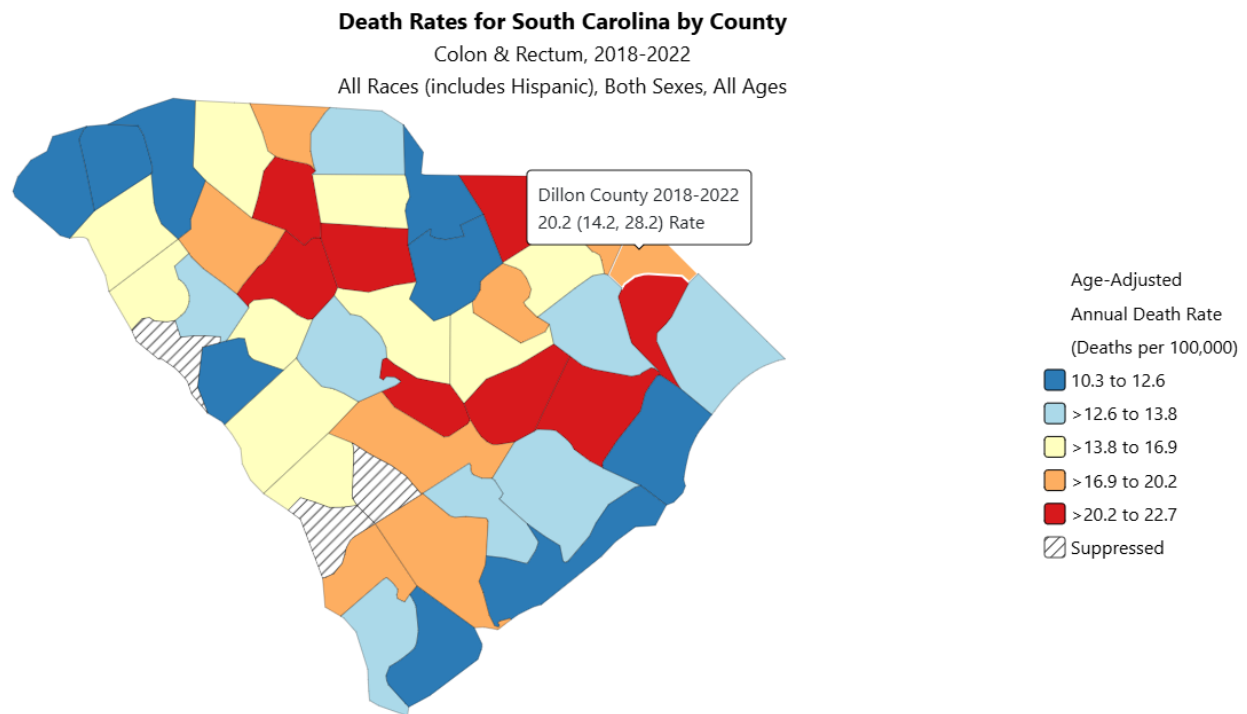 Death Rates for South Carolina by County
Colon & Rectum, 2018-2022
All Races (includes Hispanic), Both Sexes, All Ages
Dillon County 2018-2022
20.2 (14.2, 28.2) Rate
Age-Adjusted
Annual Death Rate
(Deaths per 100,000)
10.3 to 12.6
>12.6 to 13.8
>13.8 to 16.9
>16.9 to 20.2
>20.2 to 22.7
Suppressed